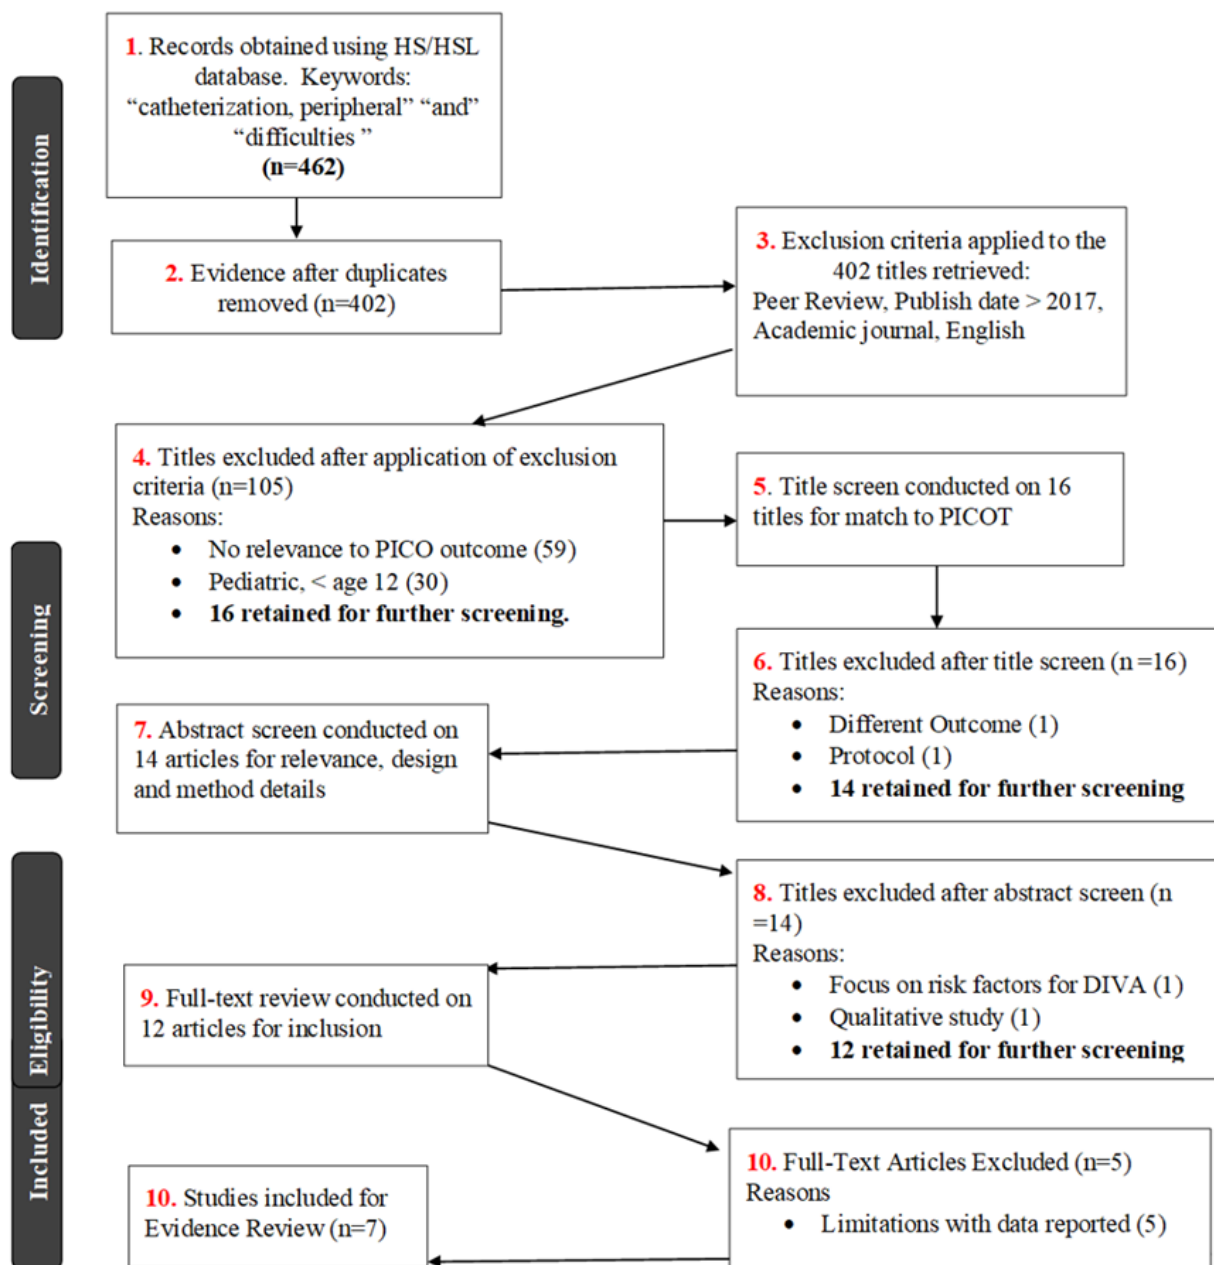 Identification
1. Records obtained using HS/HSL
database. Keywords:
“catheterization, peripheral” “and”
“difficulties ”
(n=462)
2. Evidence after duplicates
removed (n=402)
3. Exclusion criteria applied to the
402 titles retrieved:
Peer Review, Publish date > 2017,
Academic journal, English
Screening
4. Titles excluded after application of exclusion
criteria (n=105)
Reasons:
• No relevance to PICO outcome (59)
• Pediatric, < age 12 (30)
• 16 retained for further screening.
5. Title screen conducted on 16
titles for match to PICOT
6. Titles excluded after title screen (n =16)
Reasons:
• Different Outcome (1)
• Protocol (1)
• 14 retained for further screening
7. Abstract screen conducted on
14 articles for relevance, design
and method details
Eligibility
8. Titles excluded after abstract screen (n
=14)
Reasons:
• Focus on risk factors for DIVA (1)
• Qualitative study (1)
• 12 retained for further screening
9. Full-text review conducted on
12 articles for inclusion
Included
10. Full-Text Articles Excluded (n=5)
Reasons
• Limitations with data reported (5)
10. Studies included for
Evidence Review (n=7)